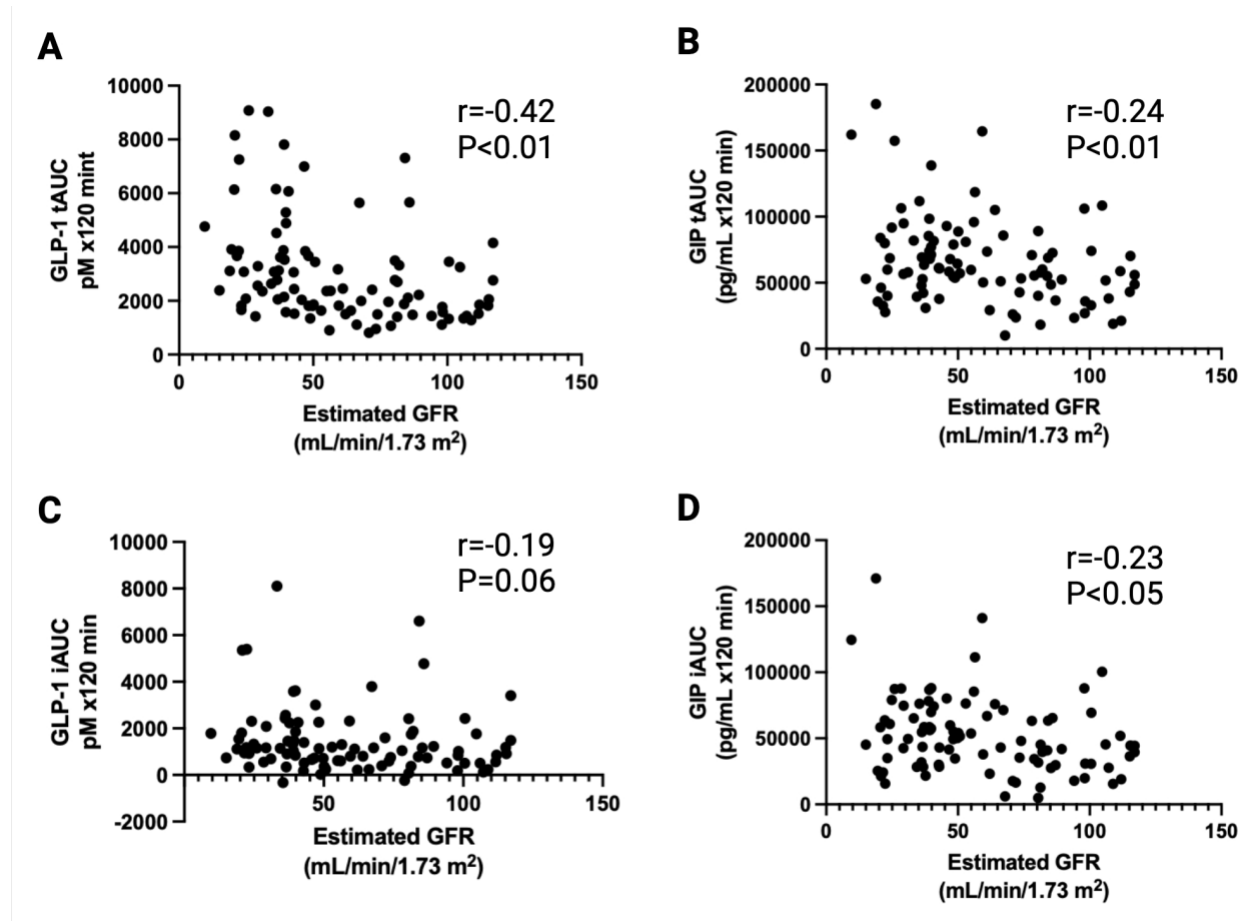 A
GLP-1 tAUC
pM x120 mint
10000
8000
6000
4000
2000
0
r=-0.42
P<0.01
0 50 100 150
Estimated GFR
(mL/min/1.73 m²)
B
GIP tAUC
(pg/mL x120 min)
200000
150000
100000
50000
0
r=-0.24
P<0.01
0 50 100 150
Estimated GFR
(mL/min/1.73 m²)
C
GLP-1 iAUC
pM x120 min
10000
8000
6000
4000
2000
0
-2000
r=-0.19
P=0.06
50 100 150
Estimated GFR
(mL/min/1.73 m²)
D
GIP iAUC
(pg/mL x120 min)
200000
150000
100000
50000
0
r=-0.23
P<0.05
0 50 100 150
Estimated GFR
(mL/min/1.73 m²)